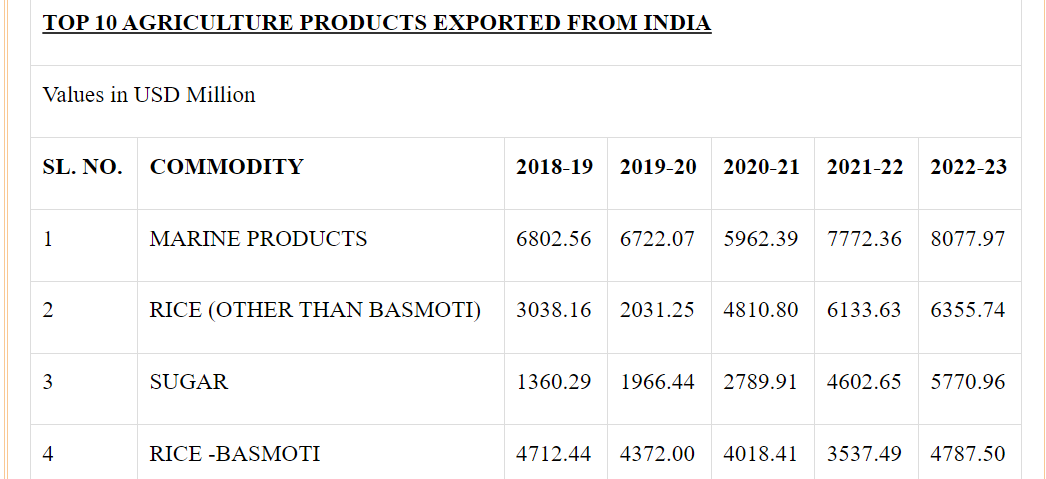 TOP 10 AGRICULTURE PRODUCTS EXPORTED FROM INDIA
Values in USD Million
SL. NO. COMMODITY 2018-19 2019-20 2020-21 2021-22 2022-23
1 MARINE PRODUCTS 6802.56 6722.07 5962.39 7772.36 8077.97
2 RICE (OTHER THAN BASMOTI) 3038.16 2031.25 4810.80 6133.63 6355.74
3 SUGAR 1360.29 1966.44 2789.91 4602.65 5770.96
4 RICE -BASMOTI 4712.44 4372.00 4018.41 3537.49 4787.50